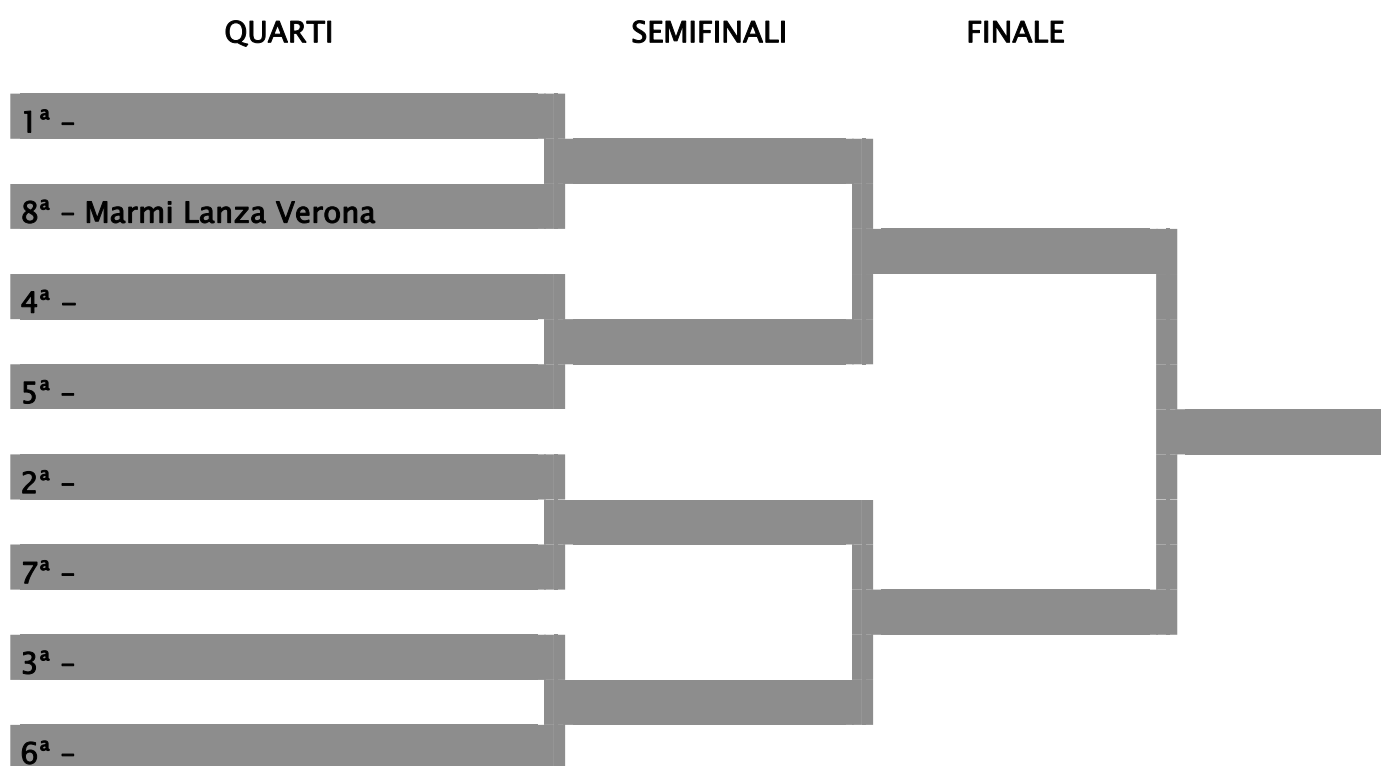 QUARTI SEMIFINALI FINALE
1ª –
8ª – Marmi Lanza Verona
4ª –
5ª –
2ª –
7ª –
3ª –
6ª –